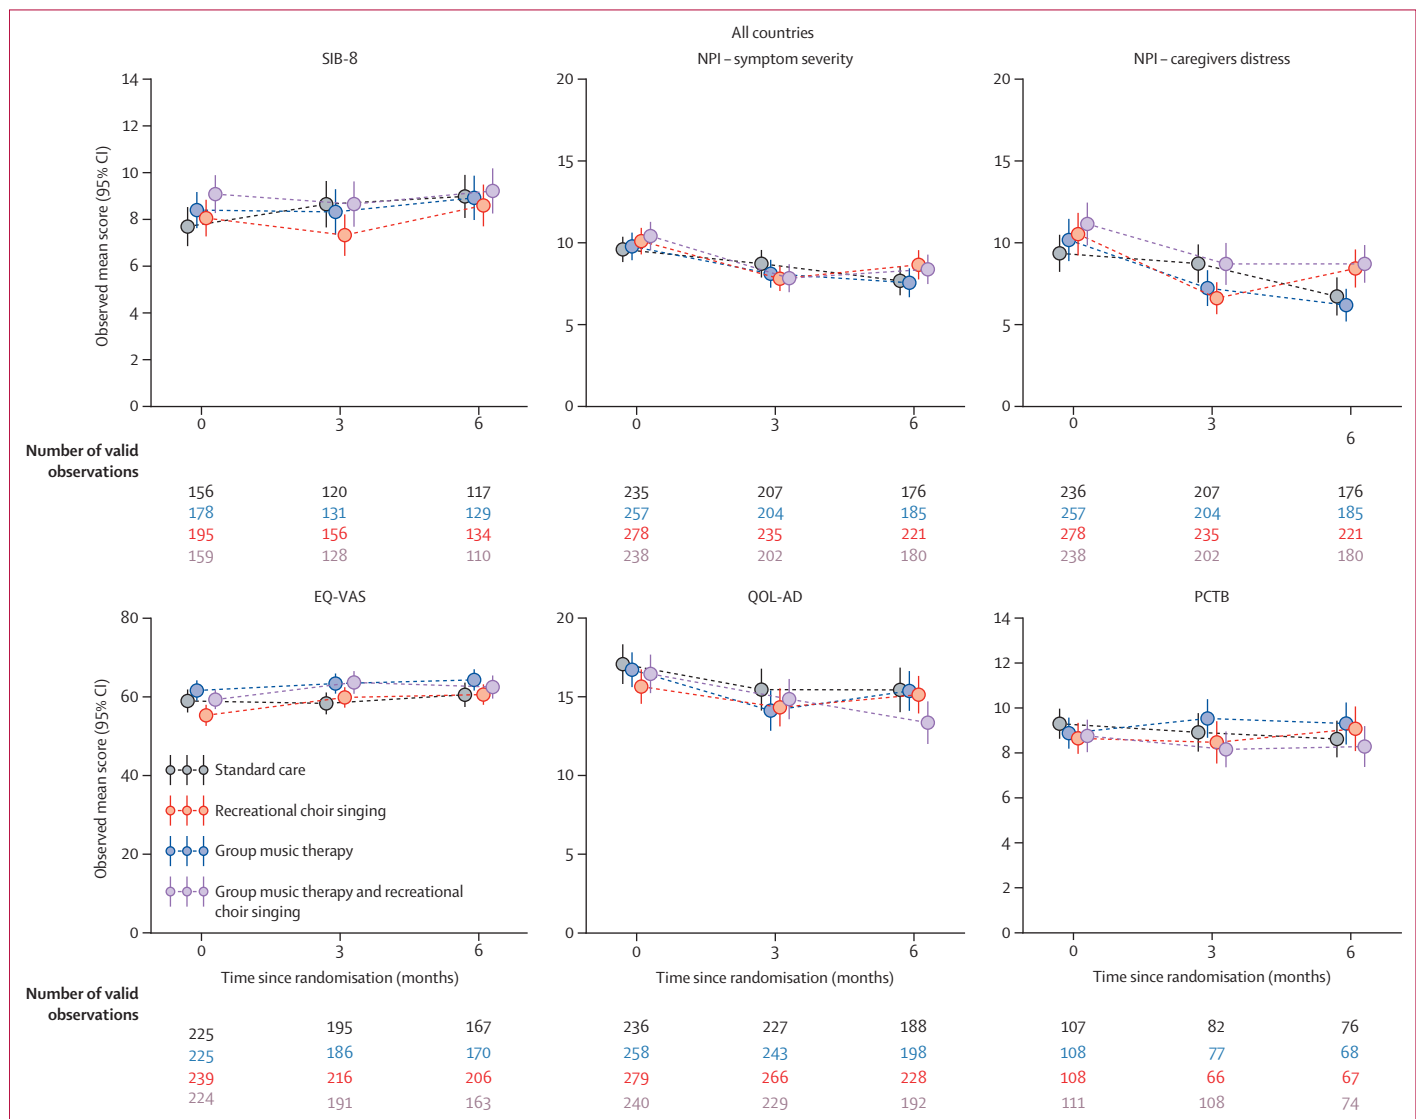 All countries
SIB-8
NPI – symptom severity
NPI – caregivers distress
Observed mean score (95% CI)
14
12
10
8
6
4
2
0
0
3
6
20
15
10
5
0
0
3
6
20
15
10
5
0
0
3
6
Number of valid
observations
156 120 117 235 207 176 236 207 176
178 131 129 257 204 185 257 204 185
195 156 134 278 235 221 278 235 221
159 128 110 238 202 180 238 202 180
EQ-VAS
QOL-AD
PCTB
Observed mean score (95% CI)
80
60
40
20
0
Standard care
Recreational choir singing
Group music therapy
Group music therapy and recreational
choir singing
0
3
6
20
15
10
5
0
0
3
6
14
12
10
8
6
4
2
0
0
3
6
Time since randomisation (months)
Time since randomisation (months)
Time since randomisation (months)
Number of valid
observations
225 195 167 236 227 188 107 82 76
225 186 170 258 243 198 108 77 68
239 216 206 279 266 228 108 66 67
224 191 163 240 229 192 111 108 74